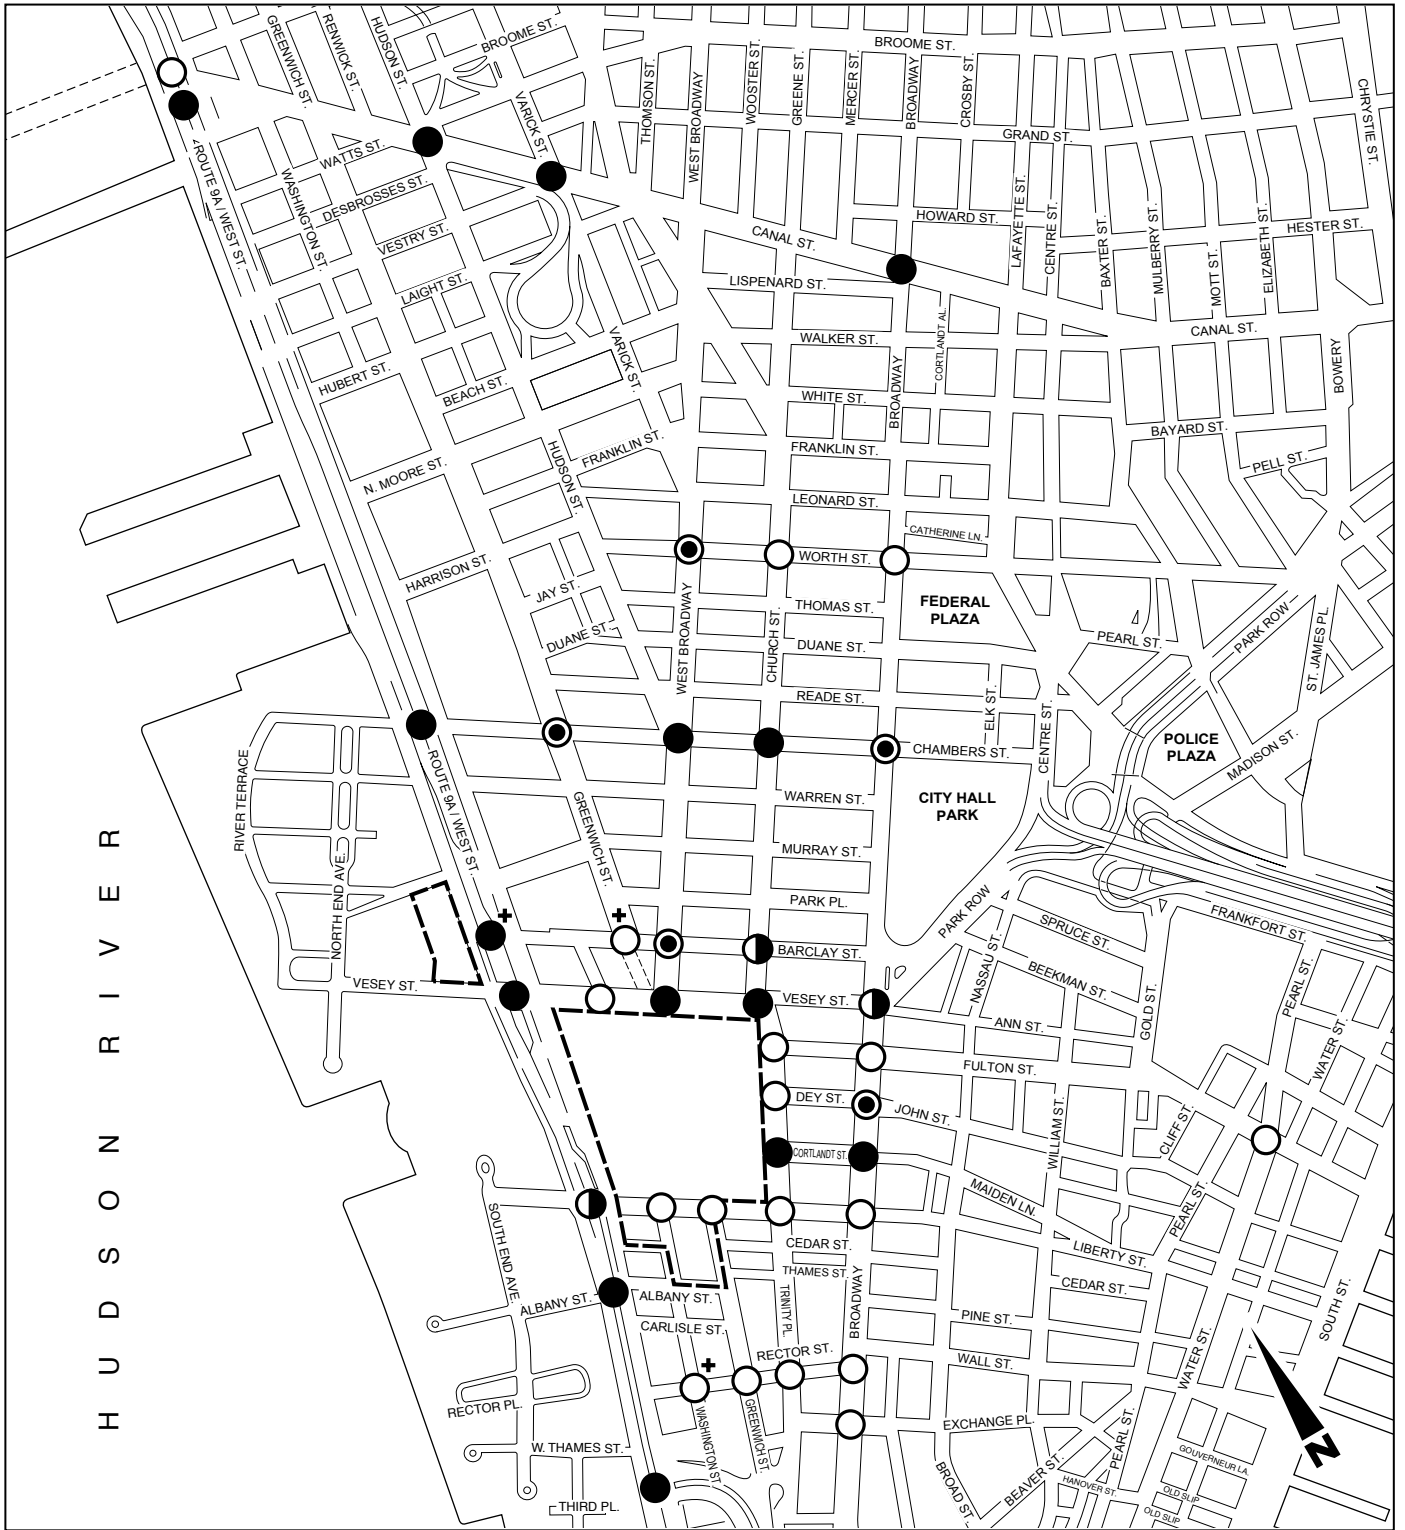 BROOME ST.
GREENWICH ST.
RENWICK ST.
HUDSON ST.
BROOME ST.
VARICK ST.
THOMSON ST.
WEST BROADWAY
WOOSTER ST.
GREENE ST.
MERCER ST.
BROADWAY
CROSBY ST.
GRAND ST.
CHRYSTIE ST.
WATTS ST.
DESBROSSES ST.
VESTRY ST.
LAIGHT ST.
ROUTE 9A / WEST ST.
WASHINGTON ST.
HOWARD ST.
LAFAYETTE ST.
CENTRE ST.
BAXTER ST.
MULBERRY ST.
MOTT ST.
ELIZABETH ST.
HESTER ST.
CANAL ST.
LISPENARD ST.
CORTLANDT AL.
CANAL ST.
WALKER ST.
VARICK ST.
BOWERY
HUBERT ST.
BEACH ST.
BROADWAY
WHITE ST.
BAYARD ST.
FRANKLIN ST.
FRANKLIN ST.
PELL ST.
N. MOORE ST.
HUDSON ST.
LEONARD ST.
CATHERINE LN.
WORTH ST.
HARRISON ST.
JAY ST.
THOMAS ST.
FEDERAL
PLAZA
DUANE ST.
WEST BROADWAY
CHURCH ST.
DUANE ST.
PEARL ST.
PARK ROW
ST. JAMES PL.
READE ST.
ELK ST.
CENTRE ST.
CHAMBERS ST.
POLICE
PLAZA
MADISON ST.
RIVER TERRACE
ROUTE 9A / WEST ST.
GREENWICH ST.
WARREN ST.
CITY HALL
PARK
MURRAY ST.
NORTH END AVE.
PARK PL.
PARK ROW
SPRUCE ST.
FRANKFORT ST.
BARCLAY ST.
NASSAU ST.
BEEKMAN ST.
PEARL ST.
VESEY ST.
VESEY ST.
GOLD ST.
ANN ST.
WATER ST.
FULTON ST.
DEY ST.
JOHN ST.
WILLIAM ST.
CLIFF ST.
CORTLANDT ST.
HUDSON RIVER
MAIDEN LN.
PEARL ST.
SOUTH END AVE.
CEDAR ST.
LIBERTY ST.
THAMES ST.
CEDAR ST.
ALBANY ST.
ALBANY ST.
TRINITY PL.
BROADWAY
PINE ST.
SOUTH ST.
CARLISLE ST.
RECTOR ST.
WALL ST.
WATER ST.
RECTOR PL.
WASHINGTON ST
GREENWICH ST.
EXCHANGE PL.
PEARL ST.
W. THAMES ST.
BROAD ST.
BEAVER ST.
GOUVERNEUR LA.
HANOVER ST.
OLD SLIP
OLD SLIP
THIRD PL.
N